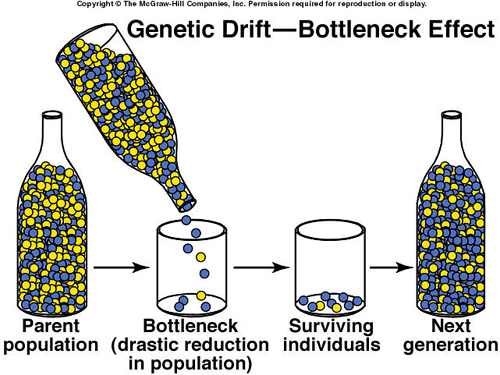 Copyright © The McGraw-Hill Companies, Inc. Permission required for reproduction or display.
Genetic Drift—Bottleneck Effect
Parent
population
Bottleneck
(drastic reduction
in population)
Surviving
individuals
Next
generation